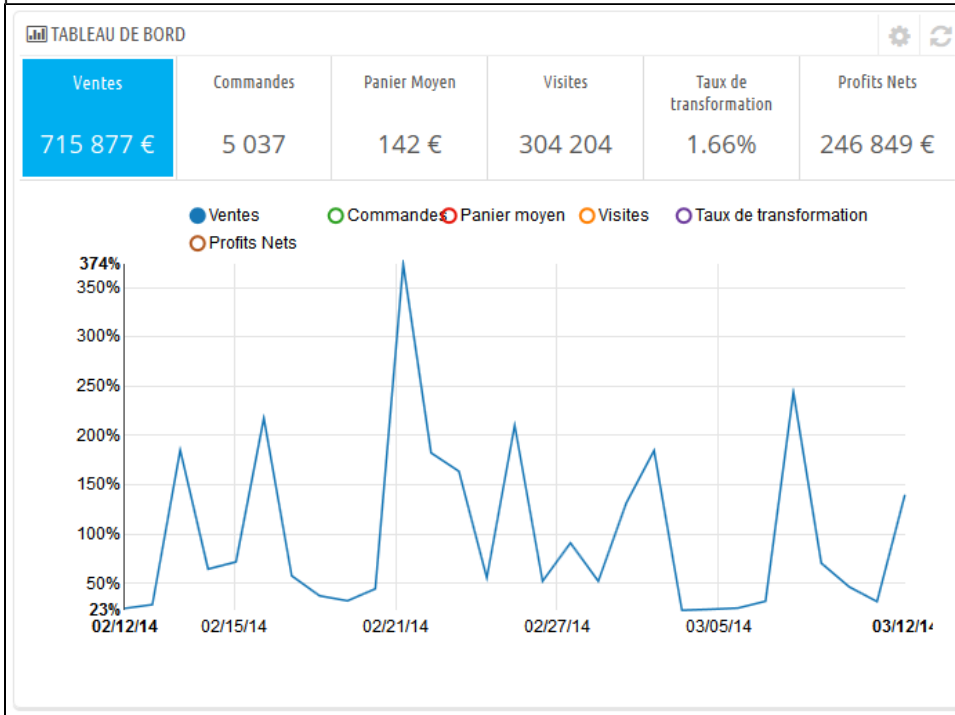 TABLEAU DE BORD
Ventes Commandes Panier Moyen Visites Taux de transformation Profits Nets
715 877 € 5 037 142 € 304 204 1.66% 246 849 €
Ventes Commandes Panier moyen Visites Taux de transformation
Profits Nets
374%
350%
300%
250%
200%
150%
100%
50%
23%
02/12/14 02/15/14 02/21/14 02/27/14 03/05/14 03/12/14